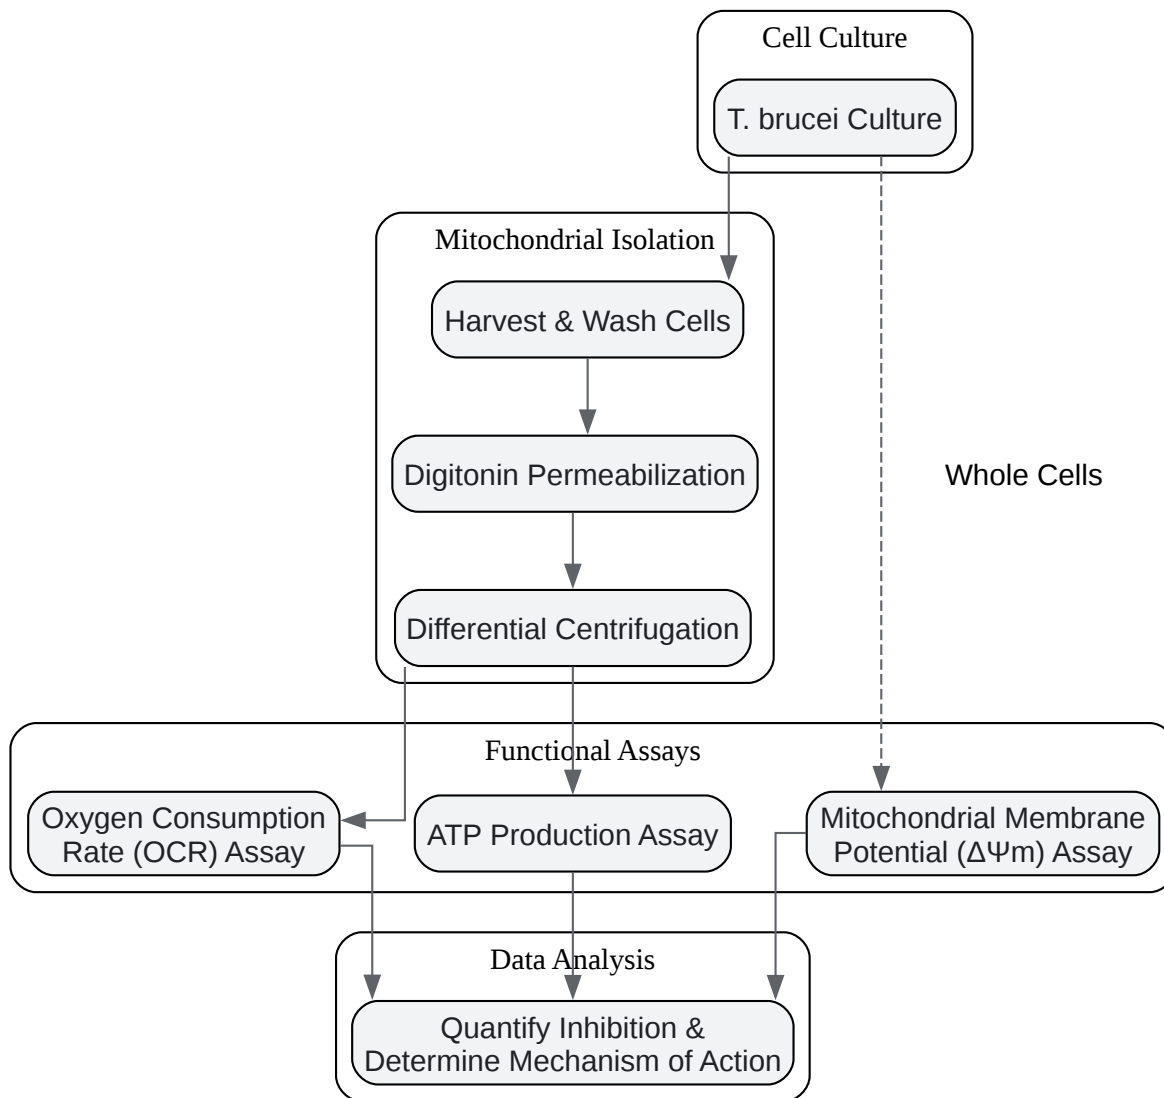 Cell Culture
T. brucei Culture
Mitochondrial Isolation
Harvest & Wash Cells
Digitonin Permeabilization
Whole Cells
Differential Centrifugation
Functional Assays
Oxygen Consumption
Rate (OCR) Assay
ATP Production Assay
Mitochondrial Membrane
Potential (ΔΨm) Assay
Data Analysis
Quantify Inhibition &
Determine Mechanism of Action